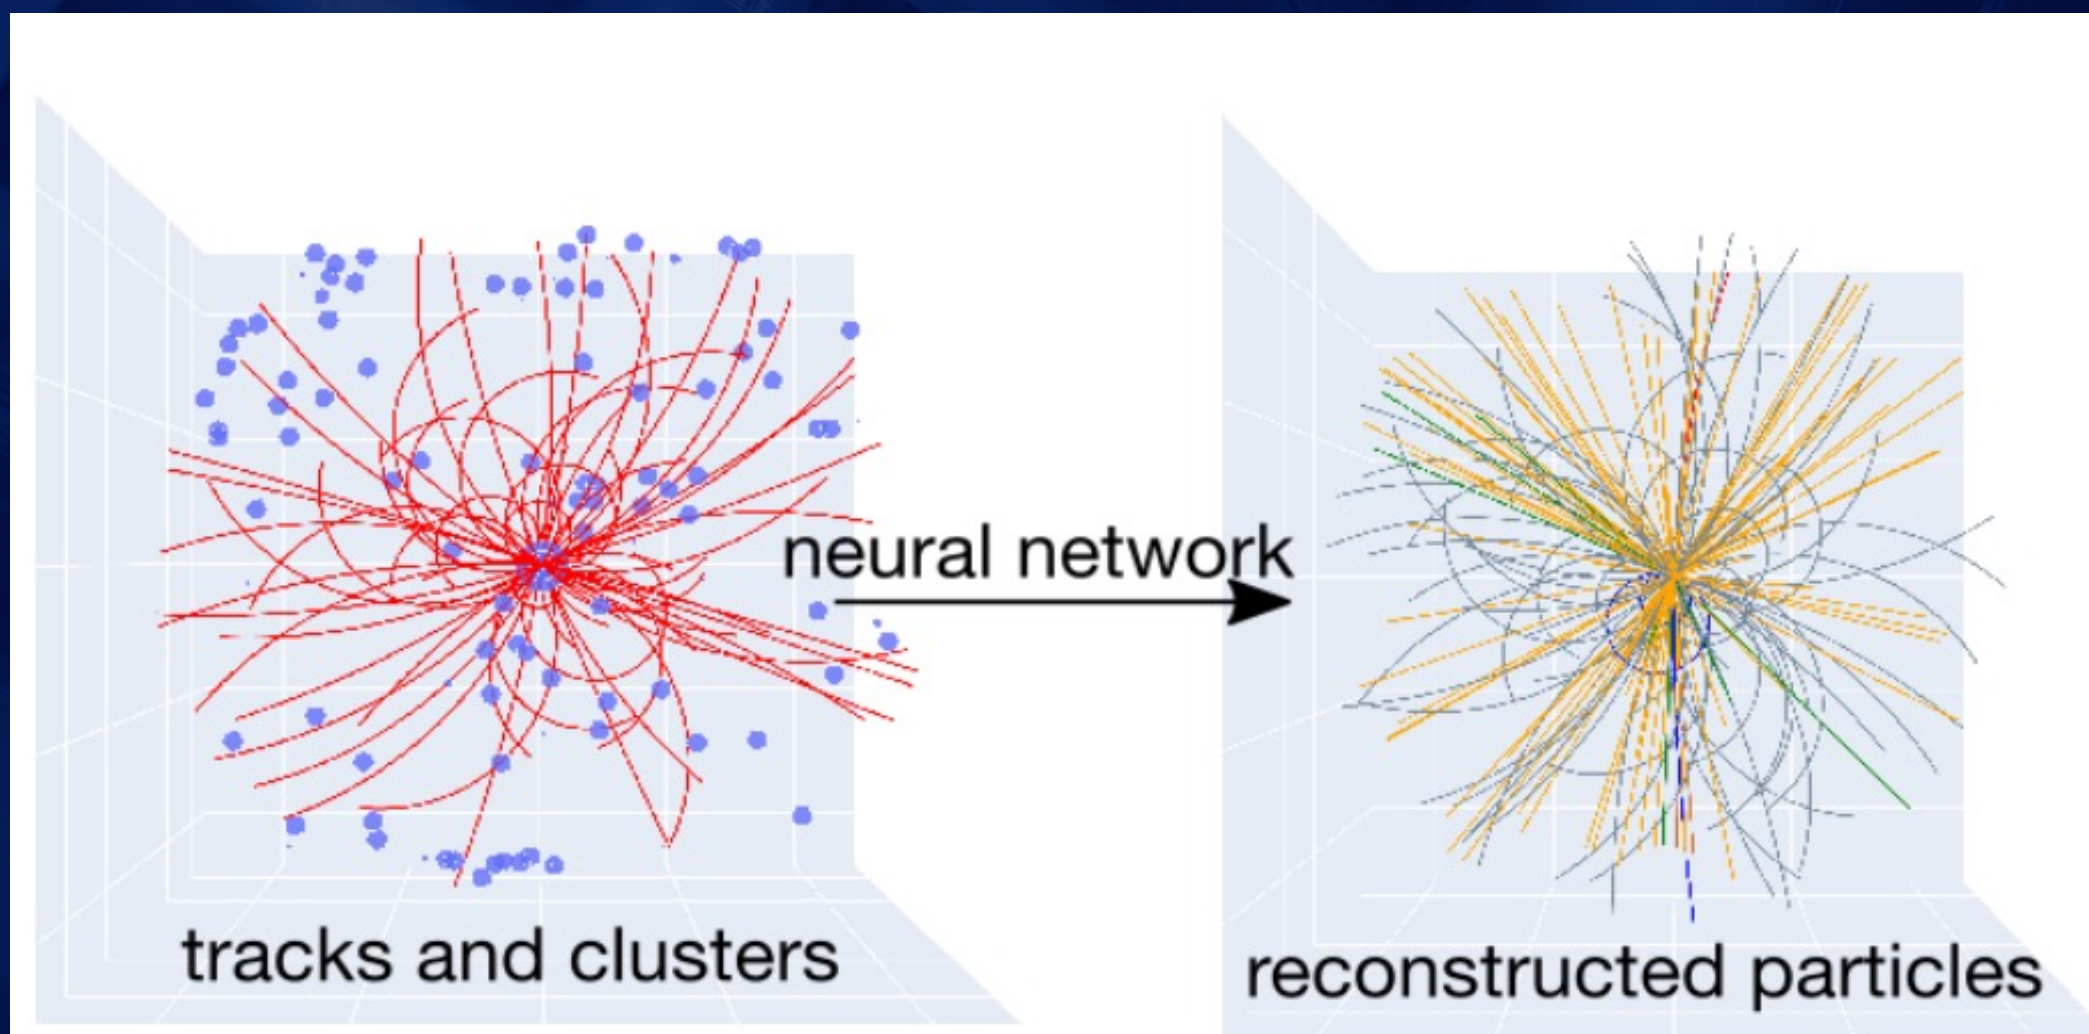 neural network
tracks and clusters
reconstructed particles